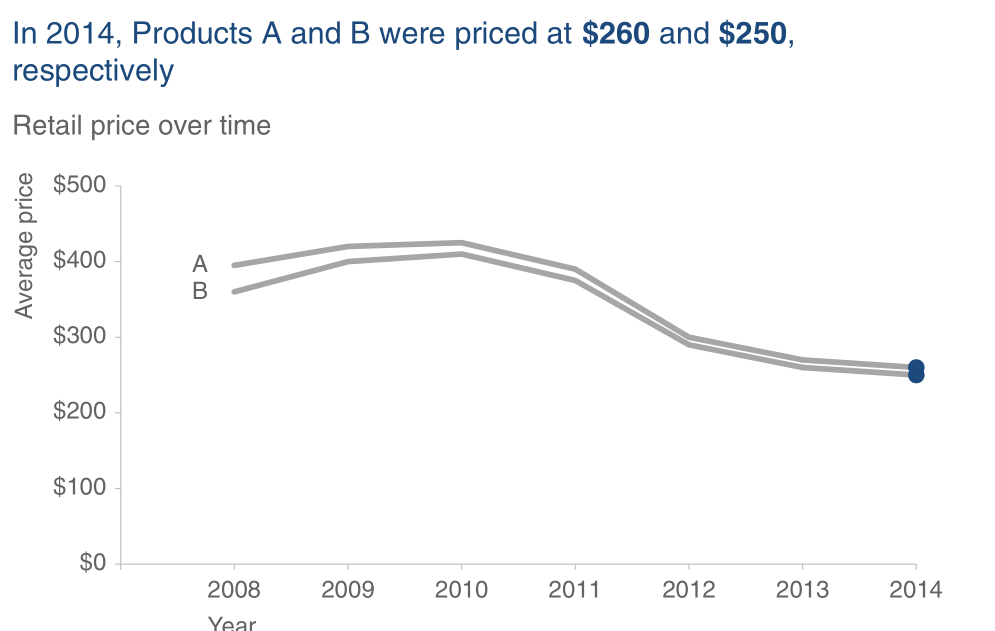 In 2014, Products A and B were priced at $260 and $250,
respectively
Retail price over time
Average price
$500
$400
$300
$200
$100
$0
A
B
2008 2009 2010 2011 2012 2013 2014
Year